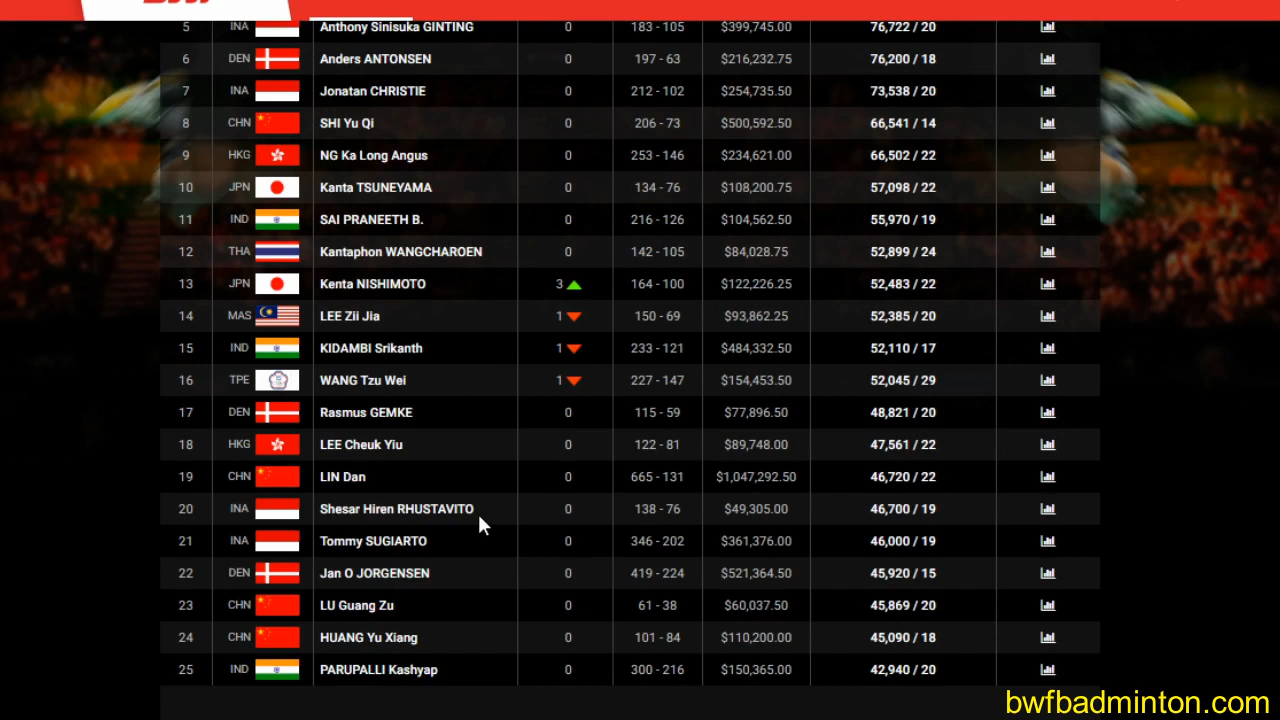 5 INA Anthony Sinisuka GINTING 0 183 - 105 $399,745.00 76,722 / 20
6 DEN Anders ANTONSEN 0 197 - 63 $216,232.75 76,200 / 18
7 INA Jonatan CHRISTIE 0 212 - 102 $254,735.50 73,538 / 20
8 CHN SHI Yu Qi 0 206 - 73 $500,592.50 66,541 / 14
9 HKG NG Ka Long Angus 0 253 - 146 $234,621.00 66,502 / 22
10 JPN Kanta TSUNEYAMA 0 134 - 76 $108,200.75 57,098 / 22
11 IND SAI PRANEETH B. 0 216 - 126 $104,562.50 55,970 / 19
12 THA Kantaphon WANGCHAROEN 0 142 - 105 $84,028.75 52,899 / 24
13 JPN Kenta NISHIMOTO 3 164 - 100 $122,226.25 52,483 / 22
14 MAS LEE Zii Jia 1 150 - 69 $93,862.25 52,385 / 20
15 IND KIDAMBI Srikanth 1 233 - 121 $484,332.50 52,110 / 17
16 TPE WANG Tzu Wei 1 227 - 147 $154,453.50 52,045 / 29
17 DEN Rasmus GEMKE 0 115 - 59 $77,896.50 48,821 / 20
18 HKG LEE Cheuk Yiu 0 122 - 81 $89,748.00 47,561 / 22
19 CHN LIN Dan 0 665 - 131 $1,047,292.50 46,720 / 22
20 INA Shesar Hiren RHUSTAVITO 0 138 - 76 $49,305.00 46,700 / 19
21 INA Tommy SUGIARTO 0 346 - 202 $361,376.00 46,000 / 19
22 DEN Jan O JORGENSEN 0 419 - 224 $521,364.50 45,920 / 15
23 CHN LU Guang Zu 0 61 - 38 $60,037.50 45,869 / 20
24 CHN HUANG Yu Xiang 0 101 - 84 $110,200.00 45,090 / 18
25 IND PARUPALLI Kashyap 0 300 - 216 $150,365.00 42,940 / 20
bwfbadminton.com